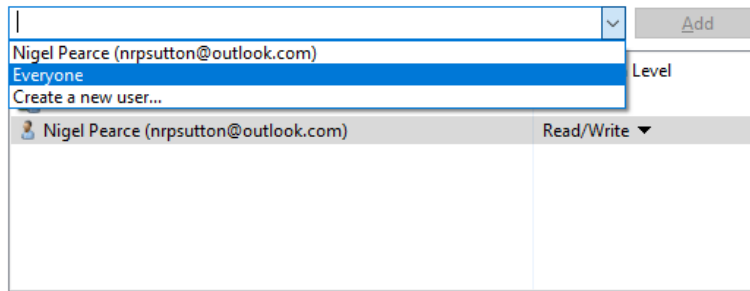 Add
Nigel Pearce (nrpsutton@outlook.com)
Everyone
Level
Create a new user...
Nigel Pearce (nrpsutton@outlook.com) Read/Write